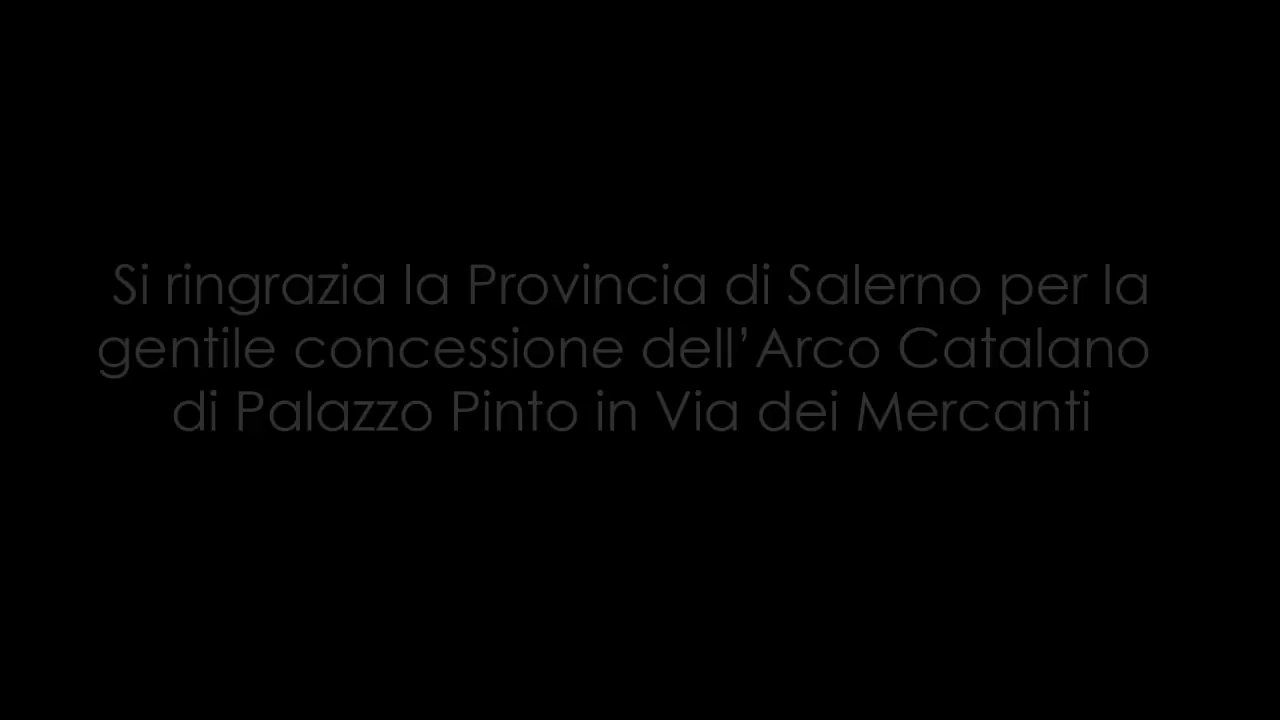 Si ringrazia la Provincia di Salerno per la
gentile concessione dell’Arco Catalano
di Palazzo Pinto in Via dei Mercanti